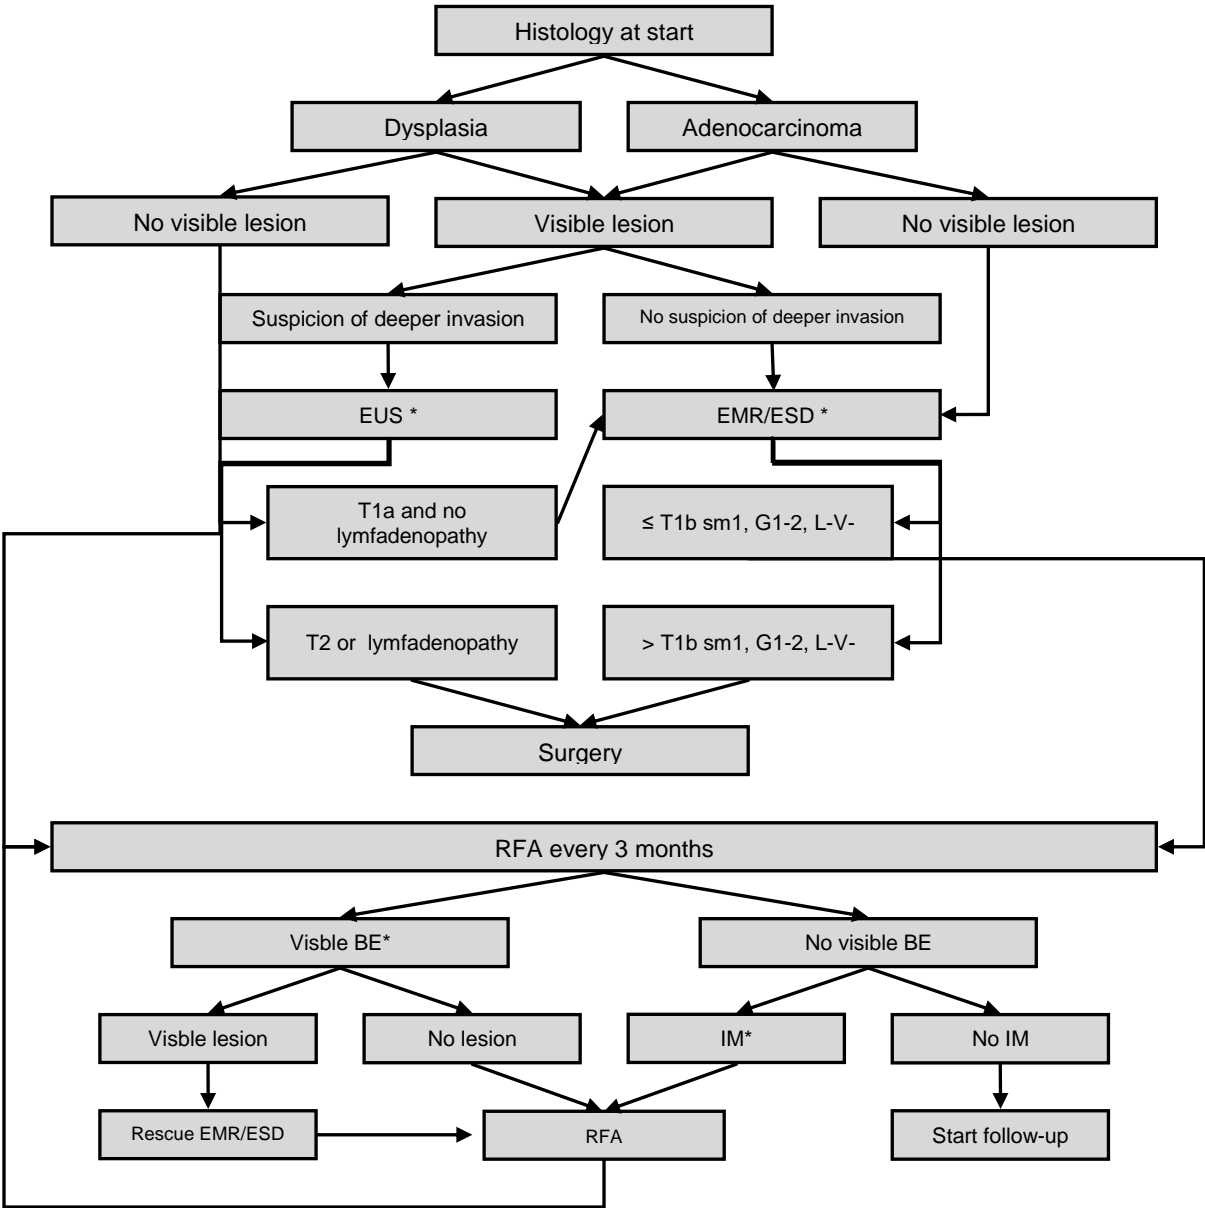 Histology at start
Dysplasia
Adenocarcinoma
No visible lesion
Visible lesion
No visible lesion
Suspicion of deeper invasion
No suspicion of deeper invasion
EUS *
EMR/ESD *
T1a and no
lymfadenopathy
≤ T1b sm1, G1-2, L-V-
T2 or lymfadenopathy
> T1b sm1, G1-2, L-V-
Surgery
RFA every 3 months
Visble BE*
No visible BE
Visble lesion
No lesion
IM*
No IM
Rescue EMR/ESD
RFA
Start follow-up